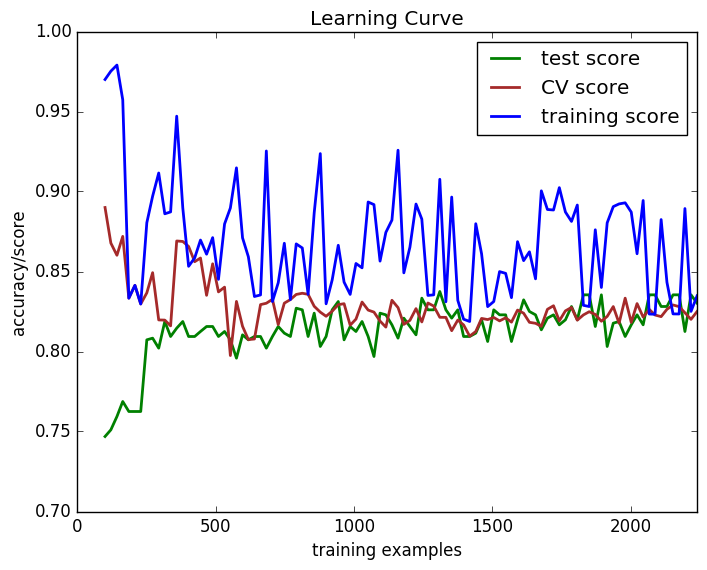 Learning Curve
test score
CV score
training score
accuracy/score
1.00
0.95
0.90
0.85
0.80
0.75
0.70
0 500 1000 1500 2000
training examples